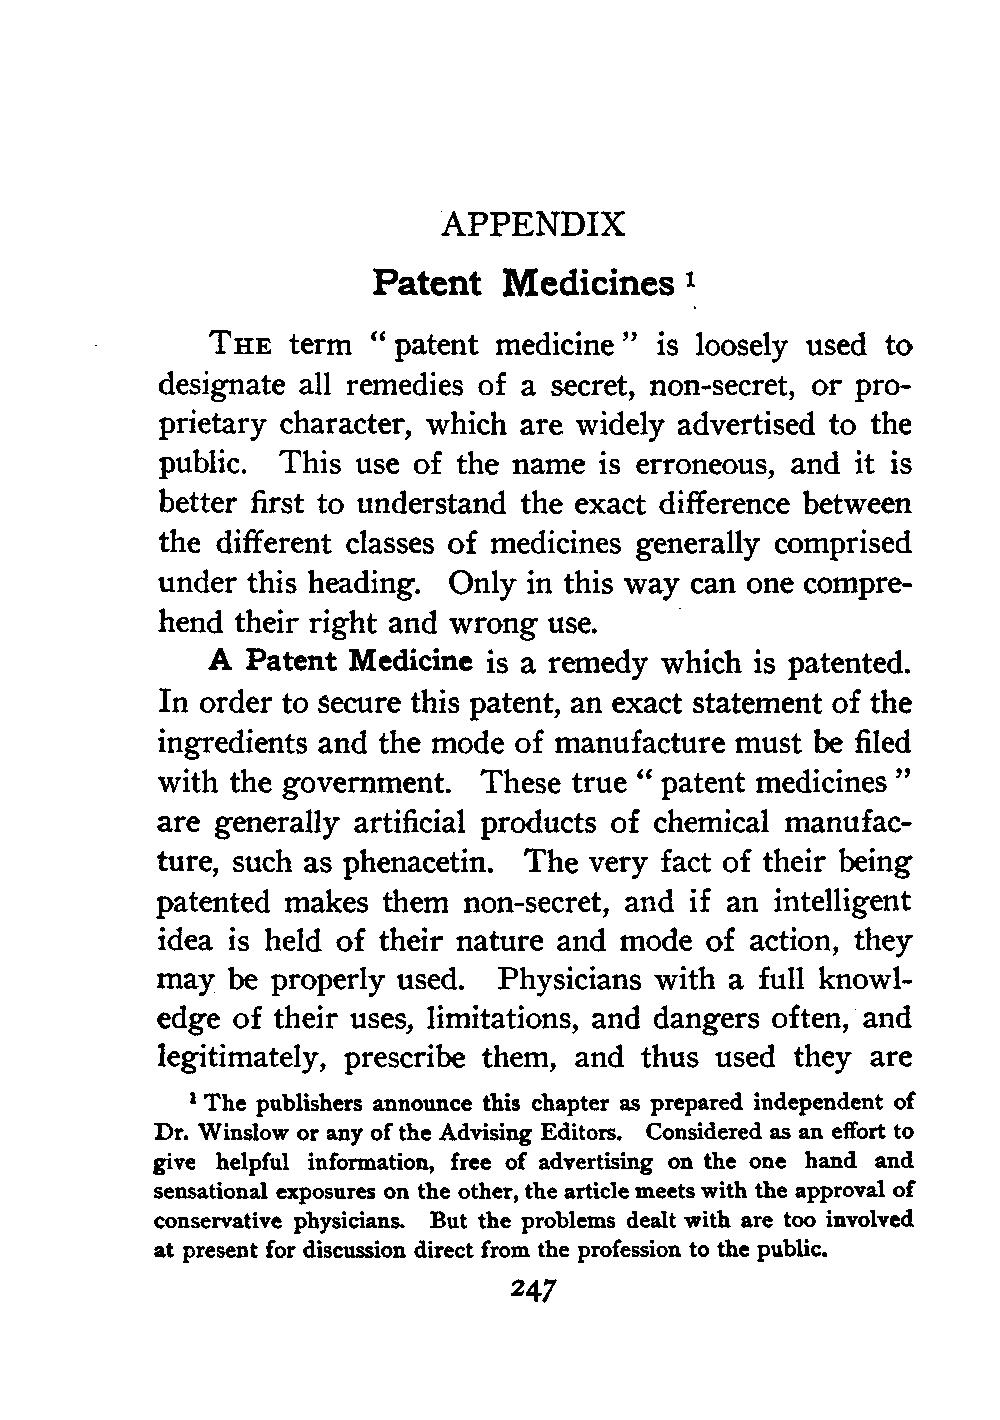 APPENDIX
Patent Medicines ¹
THE term “ patent medicine ” is loosely used to
designate all remedies of a secret, non-secret, or pro-
prietary character, which are widely advertised to the
public. This use of the name is erroneous, and it is
better first to understand the exact difference between
the different classes of medicines generally comprised
under this heading. Only in this way can one compre-
hend their right and wrong use.
A Patent Medicine is a remedy which is patented.
In order to secure this patent, an exact statement of the
ingredients and the mode of manufacture must be filed
with the government. These true “ patent medicines ”
are generally artificial products of chemical manufac-
ture, such as phenacetin. The very fact of their being
patented makes them non-secret, and if an intelligent
idea is held of their nature and mode of action, they
may be properly used. Physicians with a full knowl-
edge of their uses, limitations, and dangers often, and
legitimately, prescribe them, and thus used they are
¹ The publishers announce this chapter as prepared independent of
Dr. Winslow or any of the Advising Editors. Considered as an effort to
give helpful information, free of advertising on the one hand and
sensational exposures on the other, the article meets with the approval of
conservative physicians. But the problems dealt with are too involved
at present for discussion direct from the profession to the public.
247